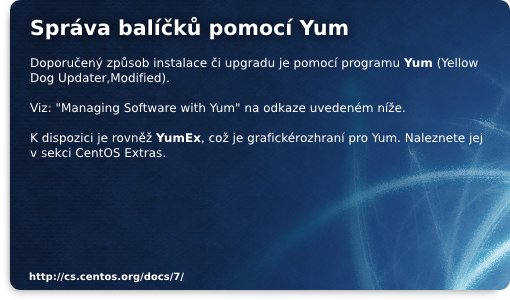 Správa balíčků pomocí Yum
Doporučený způsob instalace či upgradu je pomocí programu Yum (Yellow
Dog Updater,Modified).
Viz: "Managing Software with Yum" na odkaze uvedeném níže.
K dispozici je rovněž YumEx, což je grafickérozhraní pro Yum. Naleznete jej
v sekci CentOS Extras.
http://cs.centos.org/docs/7/